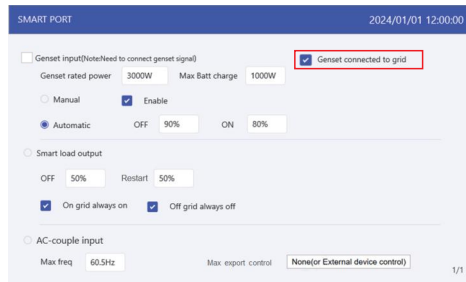 SMART PORT 2024/01/01 12:00:00
Genset input(Note:Need to connect genset signal) Genset connected to grid
Genset rated power 3000W Max Batt charge 1000W
Manual Enable
Automatic OFF 90% ON 80%
Smart load output
OFF 50% Restart 50%
On grid always on Off grid always off
AC-couple input
Max freq 60.5Hz Max export control None(or External device control)
1/1